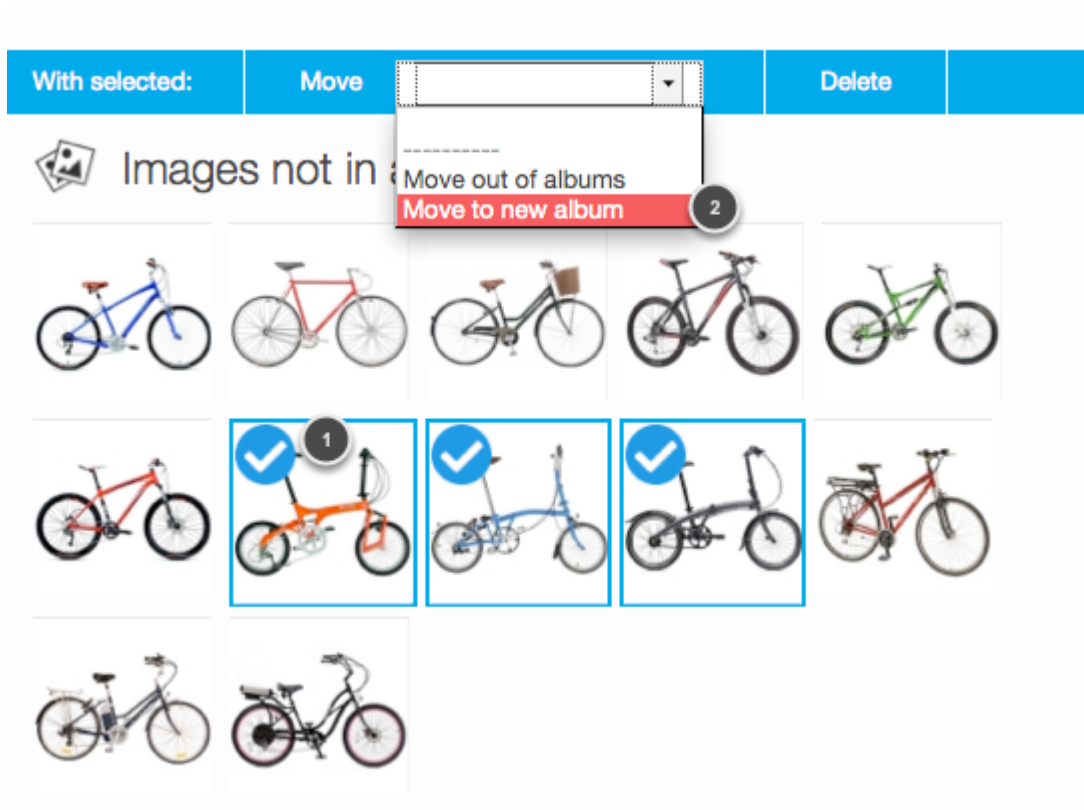 With selected: Move Delete
----------
Images not in
Move out of albums
Move to new album
2
1